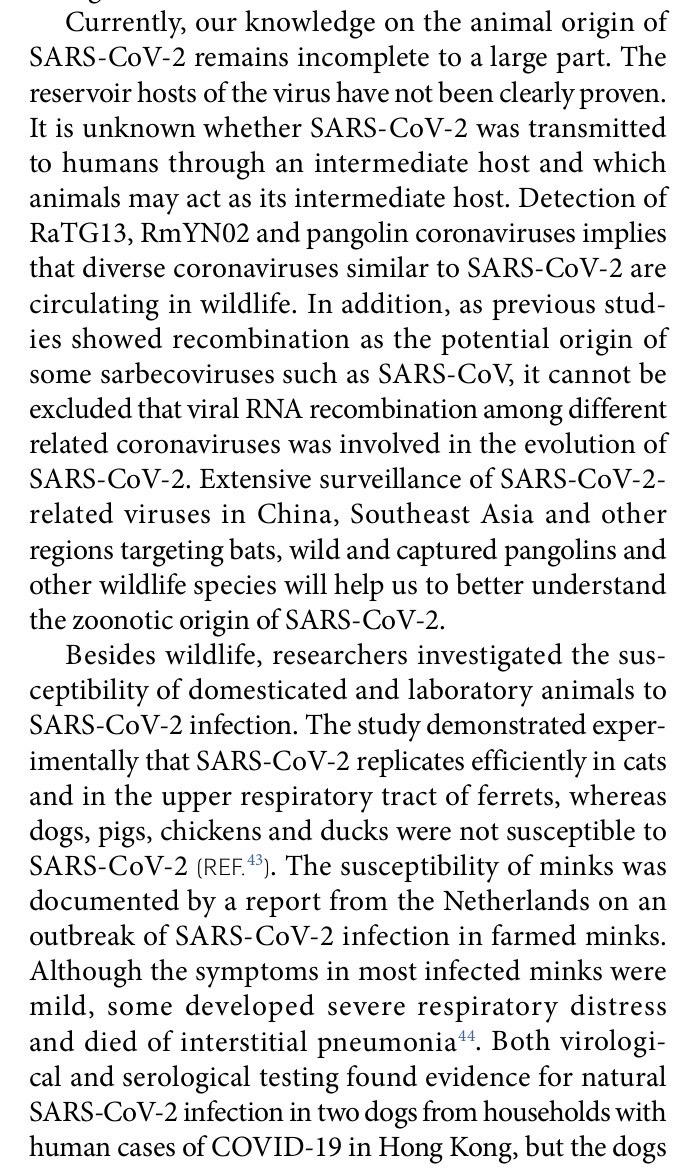 Currently, our knowledge on the animal origin of
SARS-CoV-2 remains incomplete to a large part. The
reservoir hosts of the virus have not been clearly proven.
It is unknown whether SARS-CoV-2 was transmitted
to humans through an intermediate host and which
animals may act as its intermediate host. Detection of
RaTG13, RmYN02 and pangolin coronaviruses implies
that diverse coronaviruses similar to SARS-CoV-2 are
circulating in wildlife. In addition, as previous stud-
ies showed recombination as the potential origin of
some sarbecoviruses such as SARS-CoV, it cannot be
excluded that viral RNA recombination among different
related coronaviruses was involved in the evolution of
SARS-CoV-2. Extensive surveillance of SARS-CoV-2-
related viruses in China, Southeast Asia and other
regions targeting bats, wild and captured pangolins and
other wildlife species will help us to better understand
the zoonotic origin of SARS-CoV-2.
Besides wildlife, researchers investigated the sus-
ceptibility of domesticated and laboratory animals to
SARS-CoV-2 infection. The study demonstrated exper-
imentally that SARS-CoV-2 replicates efficiently in cats
and in the upper respiratory tract of ferrets, whereas
dogs, pigs, chickens and ducks were not susceptible to
SARS-CoV-2 (REF.43). The susceptibility of minks was
documented by a report from the Netherlands on an
outbreak of SARS-CoV-2 infection in farmed minks.
Although the symptoms in most infected minks were
mild, some developed severe respiratory distress
and died of interstitial pneumonia44. Both virologi-
cal and serological testing found evidence for natural
SARS-CoV-2 infection in two dogs from households with
human cases of COVID-19 in Hong Kong, but the dogs